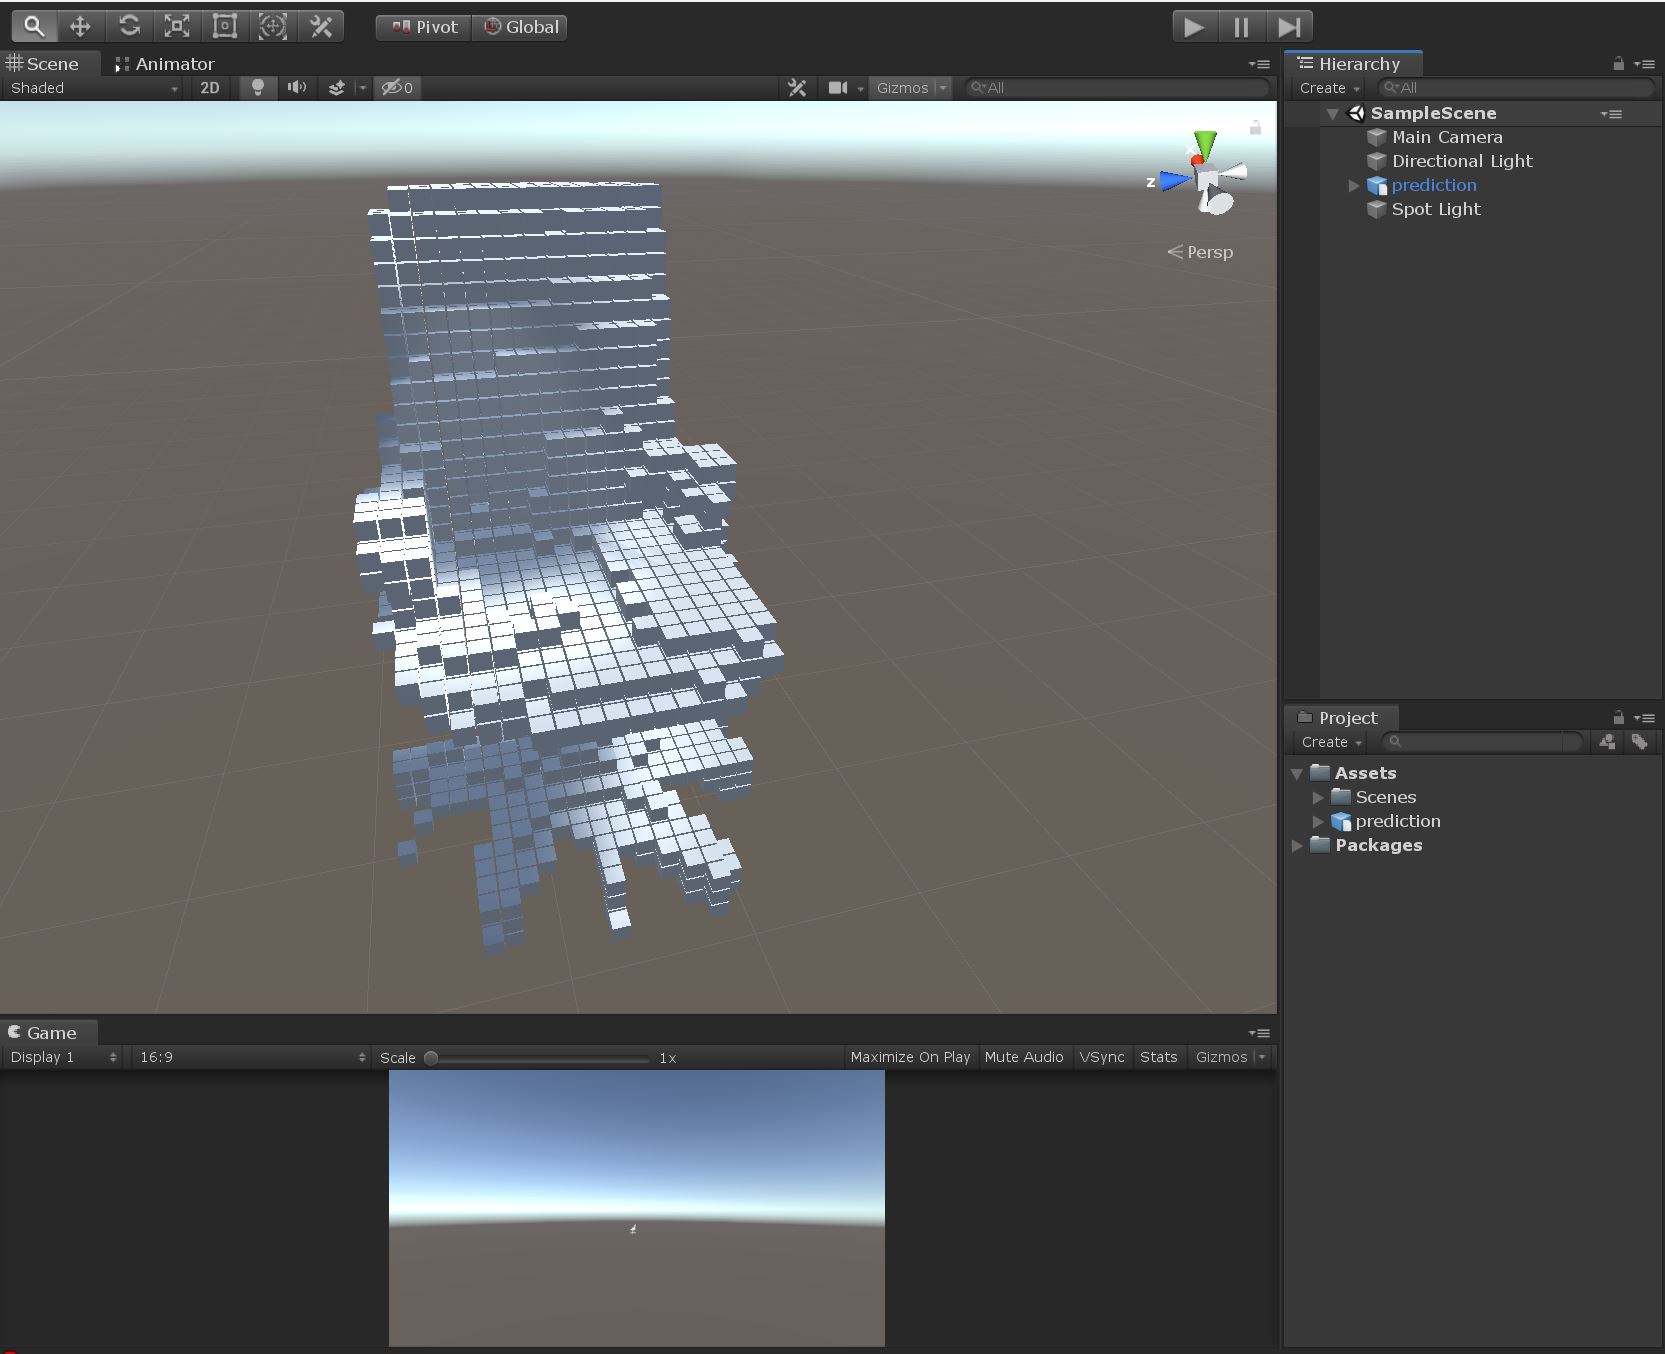 Pivot Global
Scene Animator
Shaded 2D 0 Gizmos All
x
z
Persp
Hierarchy
Create All
SampleScene
Main Camera
Directional Light
prediction
Spot Light
Project
Create
Assets
Scenes
prediction
Packages
Game
Display 1 16:9 Scale 1x Maximize On Play Mute Audio VSync Stats Gizmos